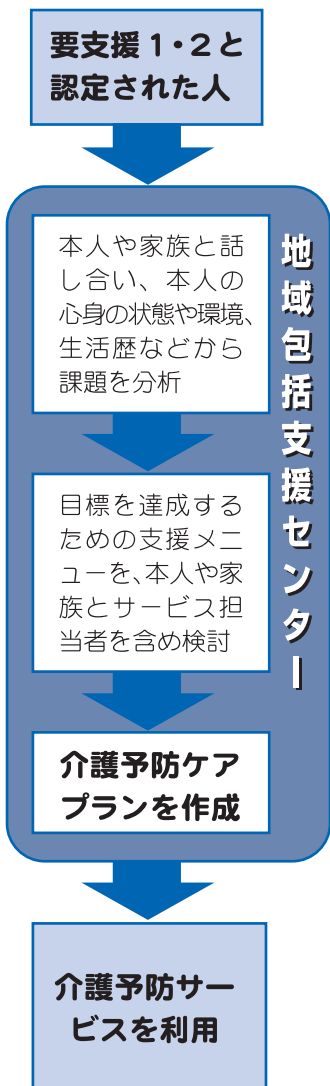 要支援1・2と
認定された人
地域包括支援センター
本人や家族と話
し合い、本人の
心身の状態や環境、
生活歴などから
課題を分析
目標を達成する
ための支援メニ
ューを、本人や家
族とサービス担
当者を含め検討
介護予防ケア
プランを作成
介護予防サー
ビスを利用